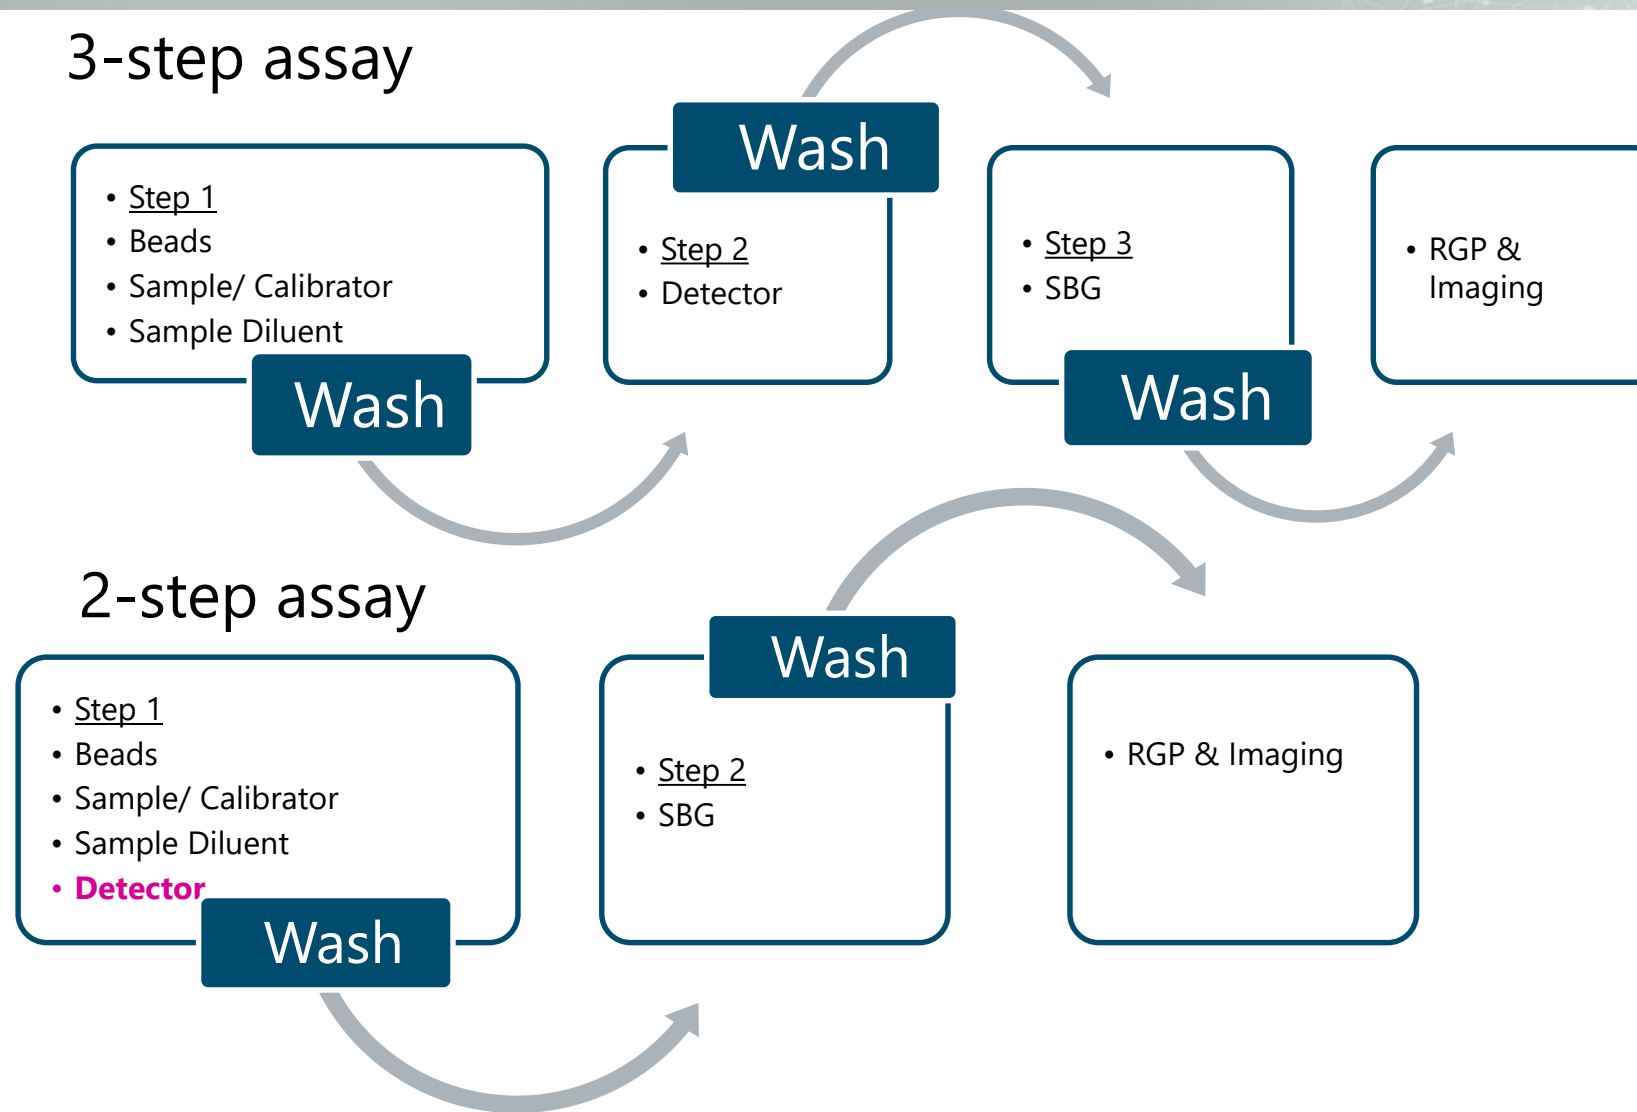 3-step assay
• Step 1
• Beads
• Sample/ Calibrator
• Sample Diluent
Wash
• Step 2
• Detector
Wash
• Step 3
• SBG
Wash
• RGP &
Imaging
2-step assay
• Step 1
• Beads
• Sample/ Calibrator
• Sample Diluent
• Detector
Wash
• Step 2
• SBG
Wash
• RGP & Imaging